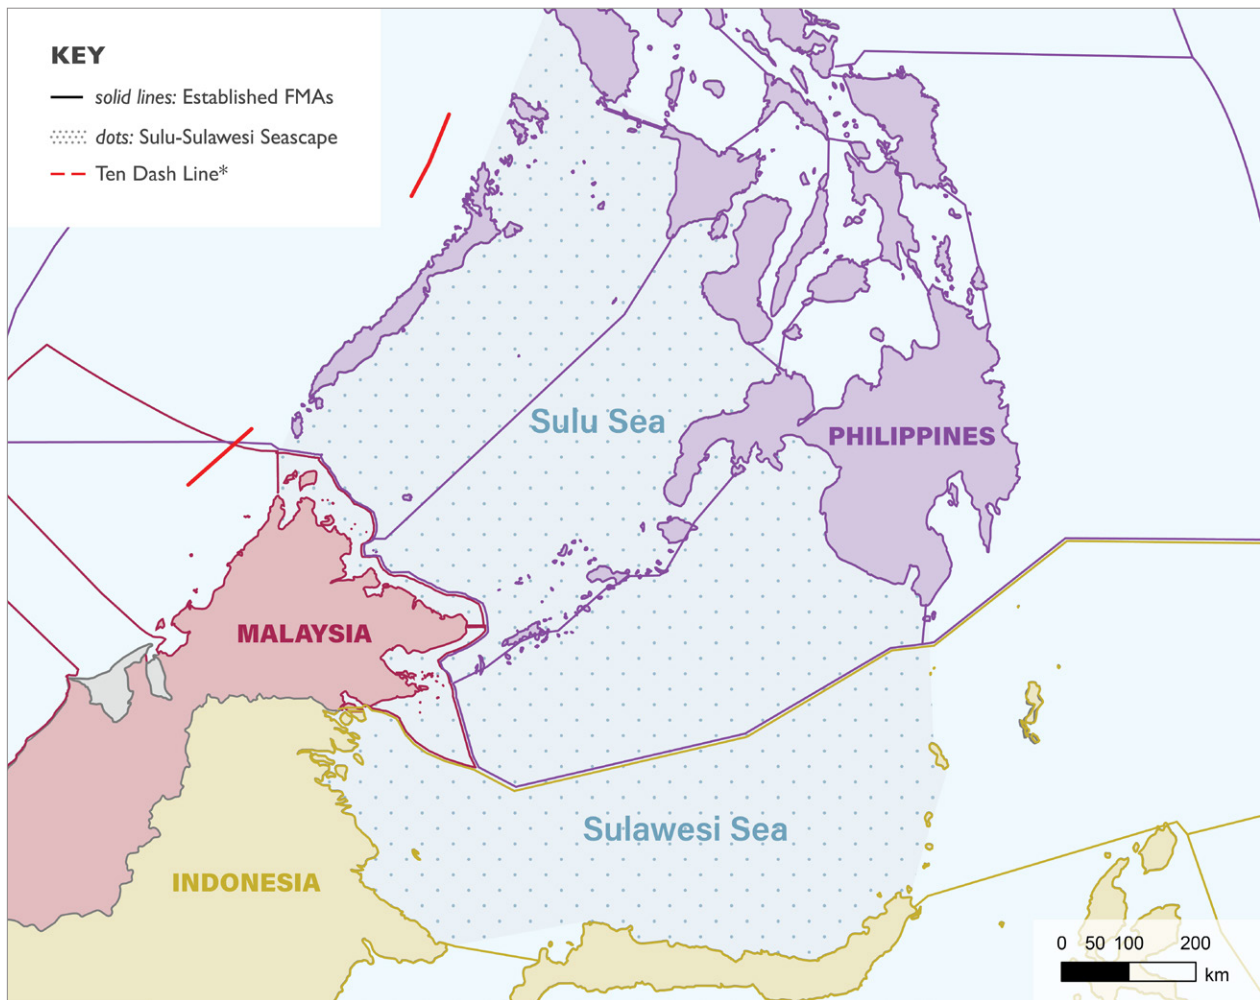 KEY
solid lines: Established FMAs
dots: Sulu-Sulawesi Seascape
Ten Dash Line*
Sulu Sea
PHILIPPINES
MALAYSIA
Sulawesi Sea
INDONESIA
0 50 100 200
km